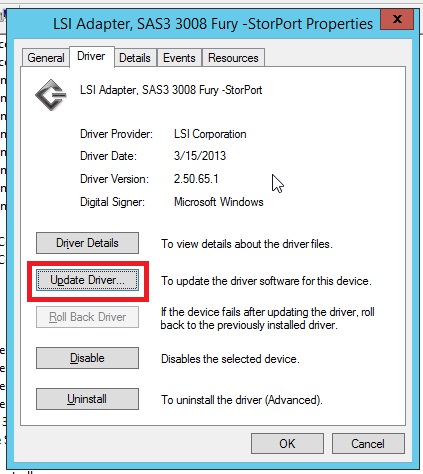 LSI Adapter, SAS3 3008 Fury -StorPort Properties
General Driver Details Events Resources
LSI Adapter, SAS3 3008 Fury -StorPort
Driver Provider: LSI Corporation
Driver Date: 3/15/2013
Driver Version: 2.50.65.1
Digital Signer: Microsoft Windows
Driver Details To view details about the driver files.
Update Driver... To update the driver software for this device.
Roll Back Driver If the device fails after updating the driver, roll
back to the previously installed driver.
Disable Disables the selected device.
Uninstall To uninstall the driver (Advanced).
OK Cancel